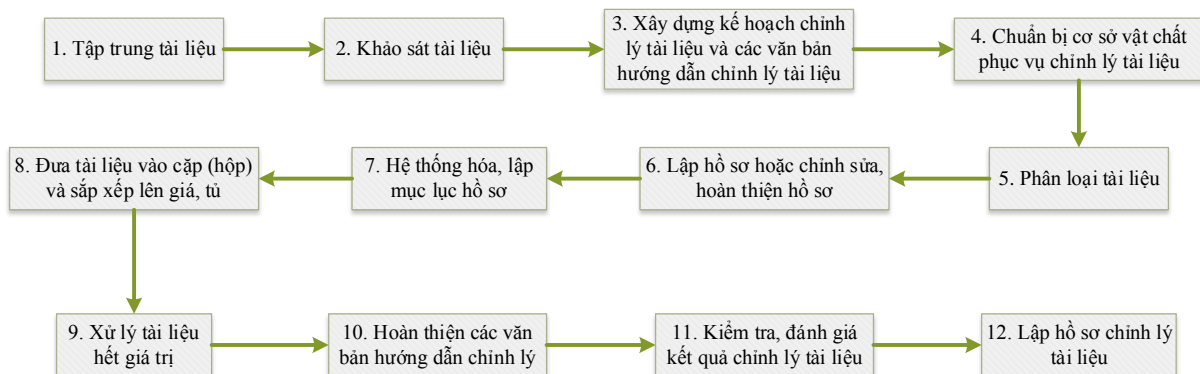 1. Tập trung tài liệu
2. Khảo sát tài liệu
3. Xây dựng kế hoạch chỉnh
lý tài liệu và các văn bản
hướng dẫn chỉnh lý tài liệu
4. Chuẩn bị cơ sở vật chất
phục vụ chỉnh lý tài liệu
5. Phân loại tài liệu
6. Lập hồ sơ hoặc chỉnh sửa,
hoàn thiện hồ sơ
7. Hệ thống hóa, lập
mục lục hồ sơ
8. Đưa tài liệu vào cặp (hộp)
và sắp xếp lên giá, tủ
9. Xử lý tài liệu
hết giá trị
10. Hoàn thiện các văn
bản hướng dẫn chỉnh lý
11. Kiểm tra, đánh giá
kết quả chỉnh lý tài liệu
12. Lập hồ sơ chỉnh lý
tài liệu